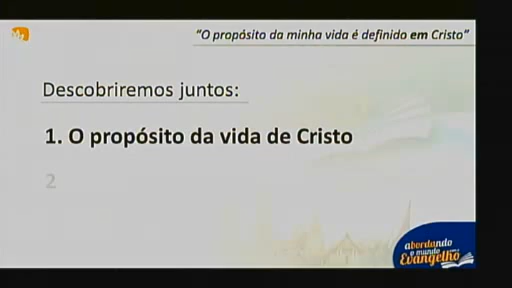 “O propósito da minha vida é definido em Cristo”
Descobriremos juntos:
1. O propósito da vida de Cristo
2
abordando
o mundo
com o
Evangelho